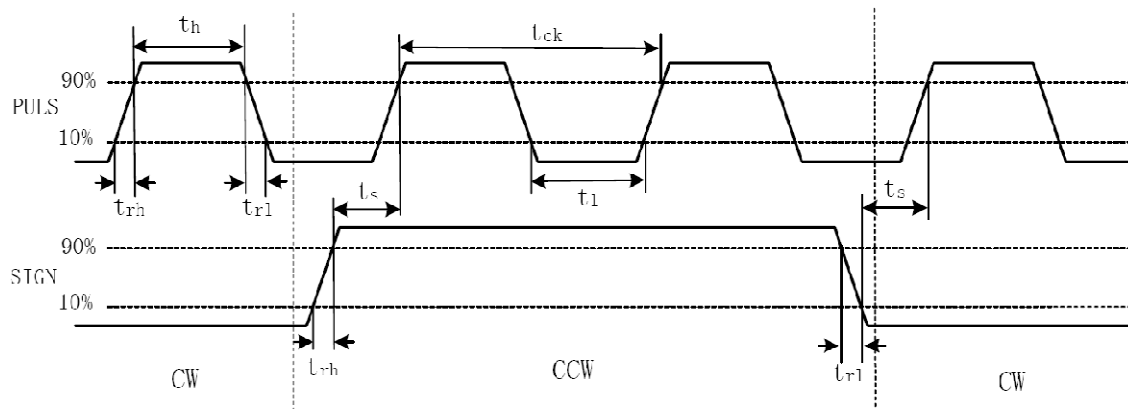 th
tck
90%
PULS
10%
trh
trl
ts
tl
ts
90%
SIGN
10%
trh
trl
CW
CCW
CW